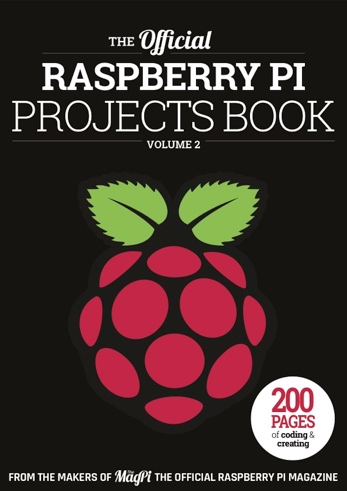 THE Official
RASPBERRY PI
PROJECTS BOOK
VOLUME 2
200
PAGES
of coding &
creating
FROM THE MAKERS OF The MagPi THE OFFICIAL RASPBERRY PI MAGAZINE